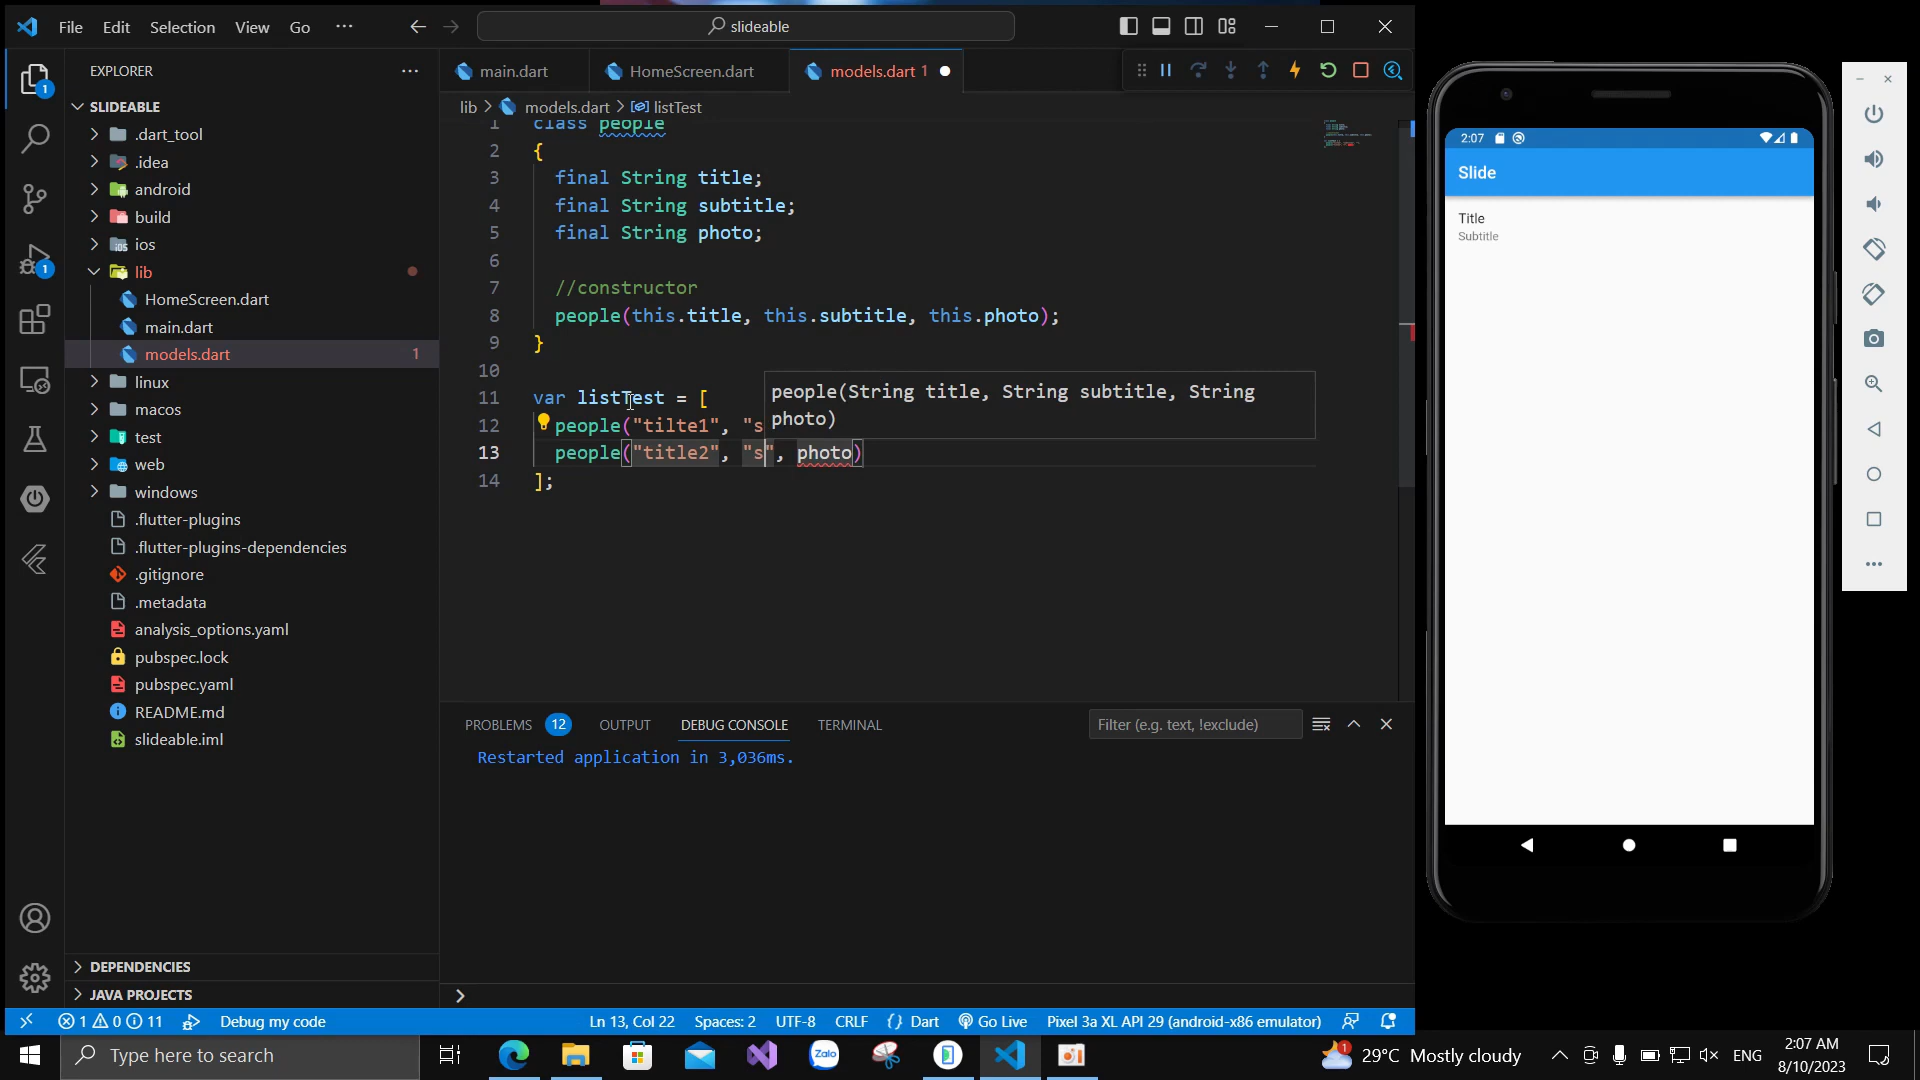 File Edit Selection View Go ··· slideable
EXPLORER ···
main.dart HomeScreen.dart models.dart 1
lib > models.dart > listTest
SLIDEABLE
.dart_tool
.idea
android
build
ios
lib
HomeScreen.dart
main.dart
models.dart 1
linux
macos
test
web
windows
.flutter-plugins
.flutter-plugins-dependencies
.gitignore
.metadata
analysis_options.yaml
pubspec.lock
pubspec.yaml
README.md
slideable.iml
DEPENDENCIES
JAVA PROJECTS
1 class people
2 {
3 final String title;
4 final String subtitle;
5 final String photo;
6
7 //constructor
8 people(this.title, this.subtitle, this.photo);
9 }
10
11 var listTest = [
12 people("tilte1", "s
13 people("title2", "s", photo)
14 ];
people(String title, String subtitle, String
photo)
PROBLEMS 12 OUTPUT DEBUG CONSOLE TERMINAL Filter (e.g. text, !exclude)
Restarted application in 3,036ms.
>
1 0 11 Debug my code Ln 13, Col 22 Spaces: 2 UTF-8 CRLF {} Dart Go Live Pixel 3a XL API 29 (android-x86 emulator)
2:07
Slide
Title
Subtitle
Type here to search Zalo 1 29°C Mostly cloudy ENG 2:07 AM
8/10/2023